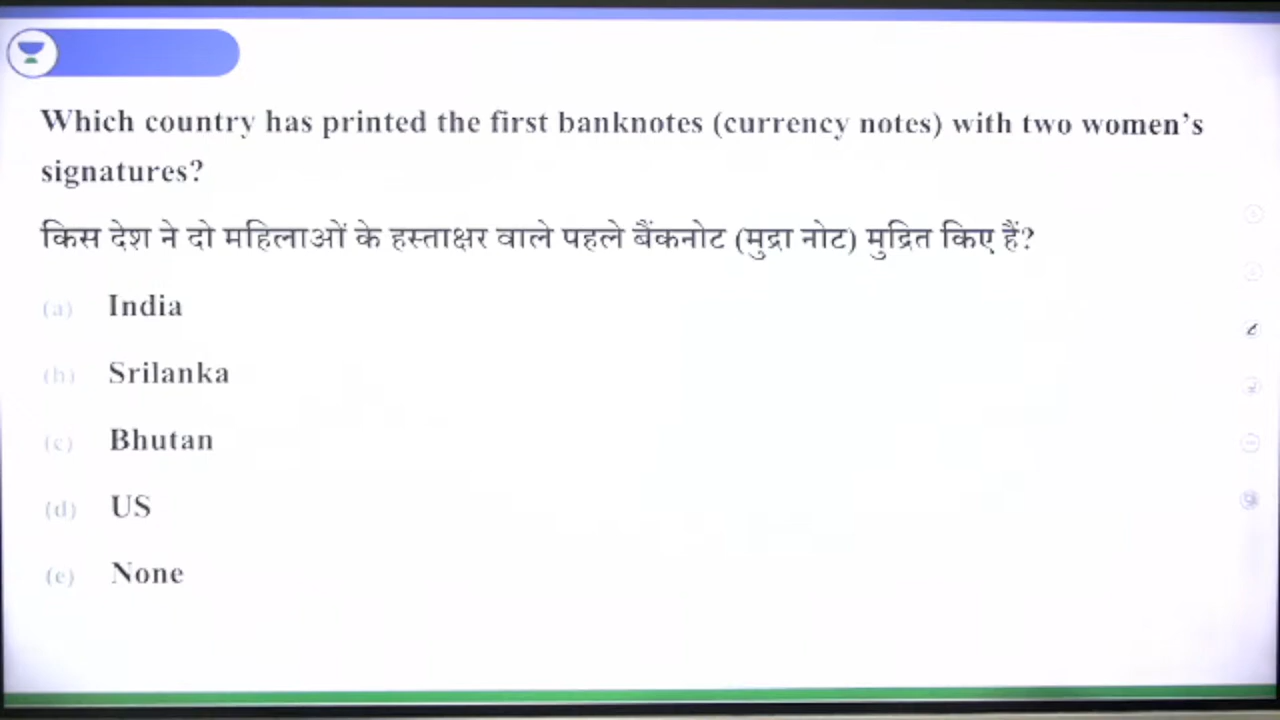 Which country has printed the first banknotes (currency notes) with two women's
signatures?
किस देश ने दो महिलाओं के हस्ताक्षर वाले पहले बैंकनोट (मुद्रा नोट) मुद्रित किए हैं?
(a) India
(b) Srilanka
(c) Bhutan
(d) US
(e) None